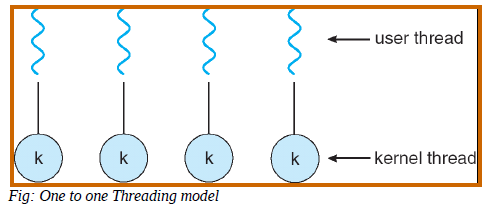 user thread
k k k k
kernel thread
Fig: One to one Threading model